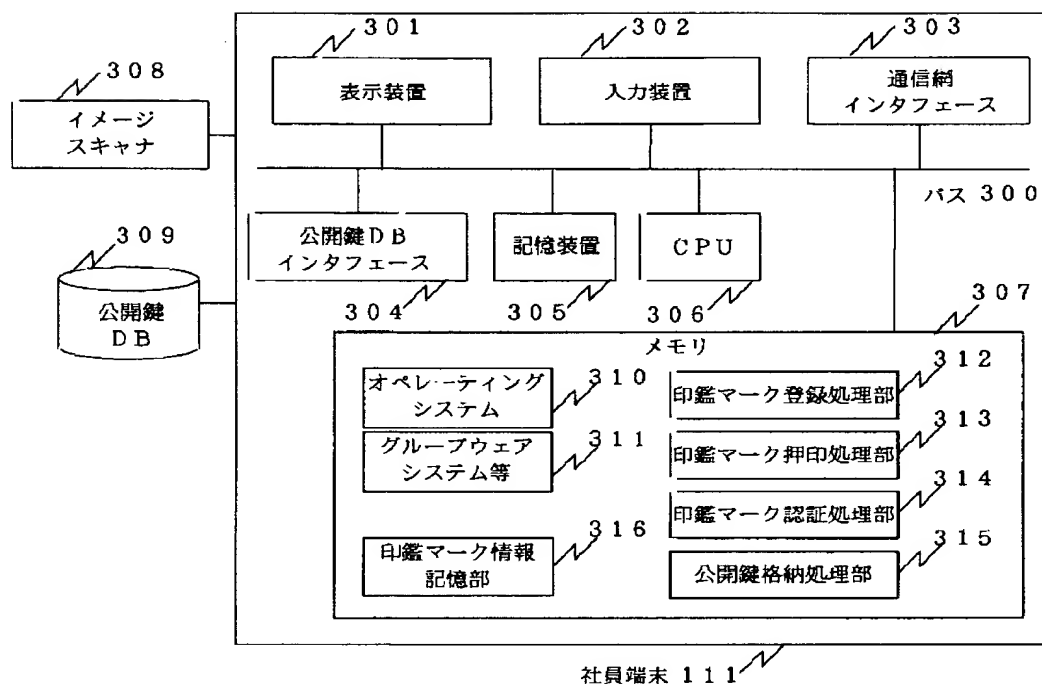 301
302
303
308
表示装置
入力装置
通信網
インタフェース
イメージ
スキャナ
バス 300
309
公開鍵DB
インタフェース
記憶装置
CPU
公開鍵
DB
304
305
306
307
メモリ
オペレーティング
システム
310
印鑑マーク登録処理部
312
グループウェア
システム等
311
印鑑マーク押印処理部
313
印鑑マーク認証処理部
314
印鑑マーク情報
記憶部
316
公開鍵格納処理部
315
社員端末 111